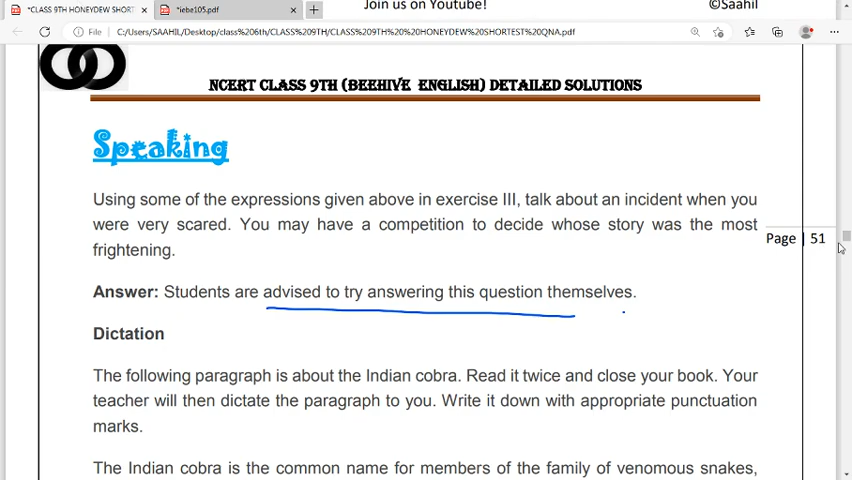 *CLASS 9TH HONEYDEW SHORT
*iebe105.pdf
File
C:/Users/SAAHIL/Desktop/class%206th/CLASS%209TH/CLASS%209TH%20%20HONEYDEW%20SHORTEST%20QNA.pdf
Join us on Youtube!
©Saahil
NCERT CLASS 9TH (BEEHIVE ENGLISH) DETAILED SOLUTIONS
Speaking
Using some of the expressions given above in exercise III, talk about an incident when you
were very scared. You may have a competition to decide whose story was the most
frightening.
Page | 51
Answer: Students are advised to try answering this question themselves.
Dictation
The following paragraph is about the Indian cobra. Read it twice and close your book. Your
teacher will then dictate the paragraph to you. Write it down with appropriate punctuation
marks.
The Indian cobra is the common name for members of the family of venomous snakes,